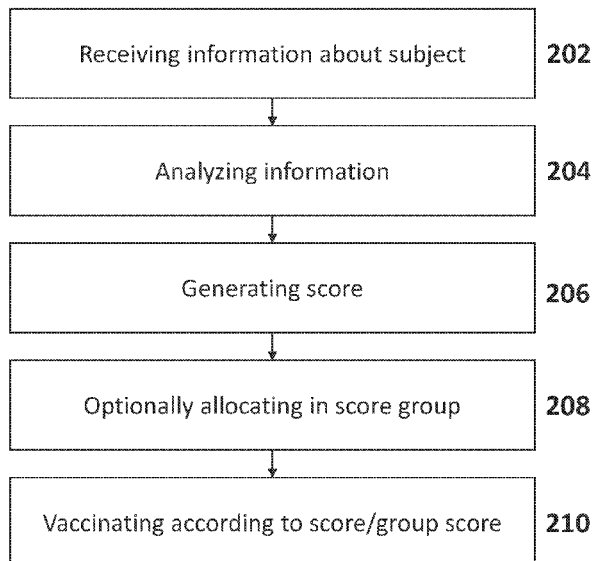 Receiving information about subject 202
Analyzing information 204
Generating score 206
Optionally allocating in score group 208
Vaccinating according to score/group score 210